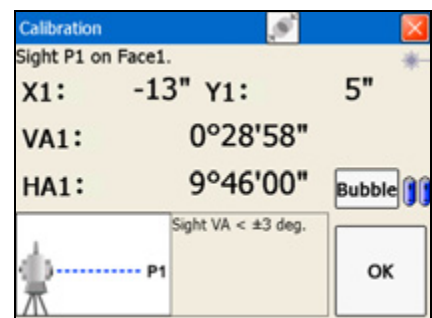 Calibration
Sight P1 on Face1.
X1: -13" Y1: 5"
VA1: 0°28'58"
HA1: 9°46'00"
Bubble
Sight VA < ±3 deg.
P1
OK